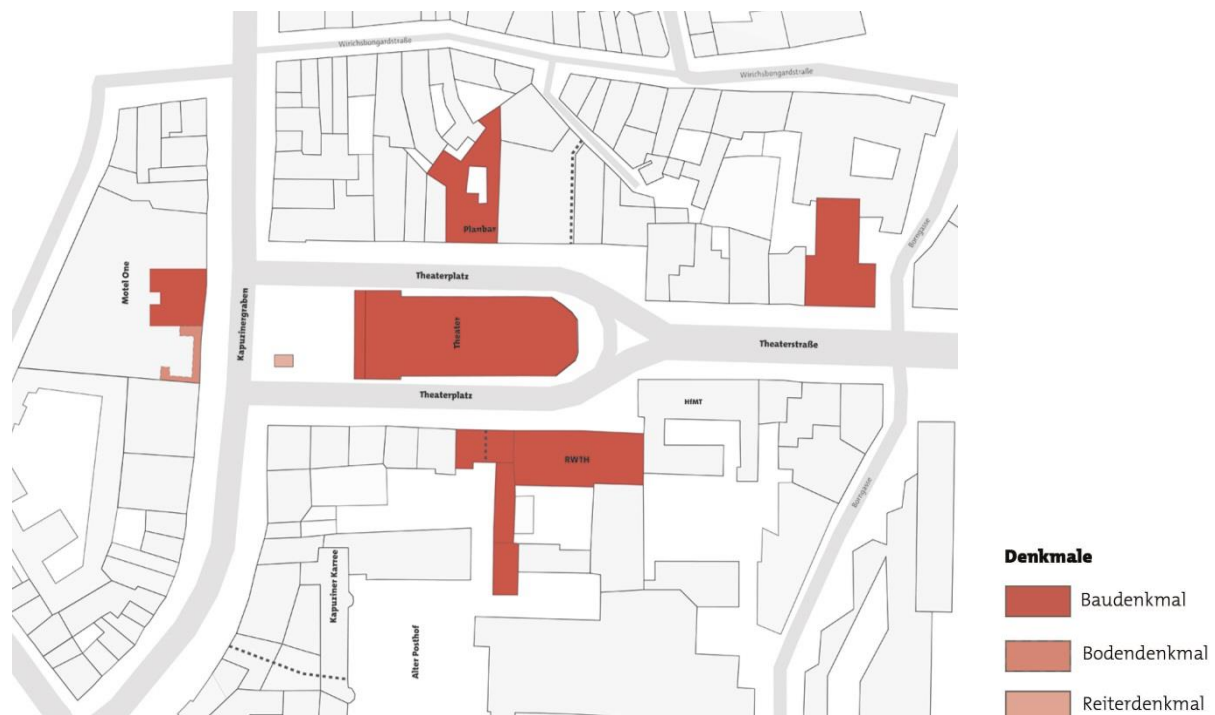 Wirichsbongardstraße
Wirichsbongardstraße
Planbar
Borngasse
Motel One
Theaterplatz
Kapuzinergraben
Theater
Theaterstraße
Theaterplatz
HfMT
RWTH
Borngasse
Kapuziner Karree
Alter Posthof
Denkmale
Baudenkmal
Bodendenkmal
Reiterdenkmal